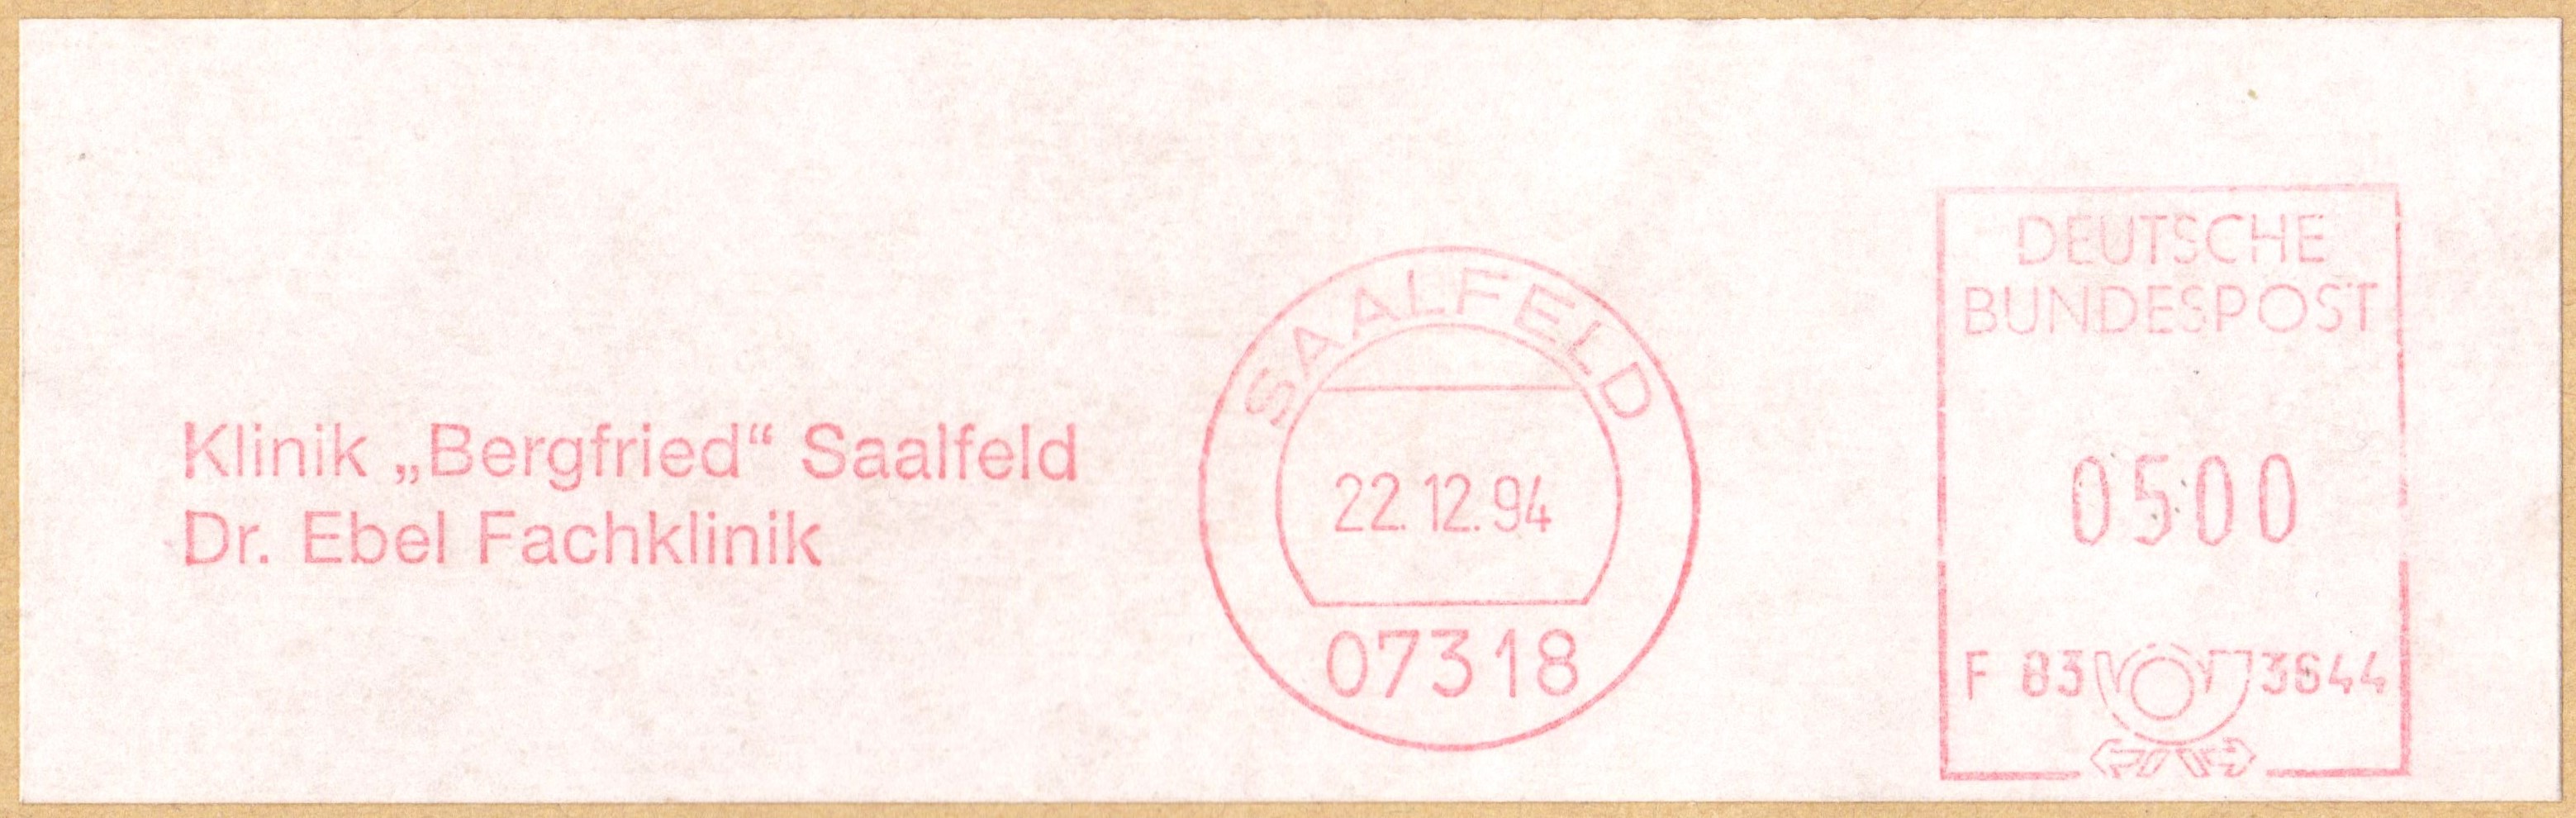 Klinik „Bergfried“ Saalfeld
Dr. Ebel Fachklinik
SAALFELD
22.12.94
07318
DEUTSCHE
BUNDESPOST
0500
F 83 3644